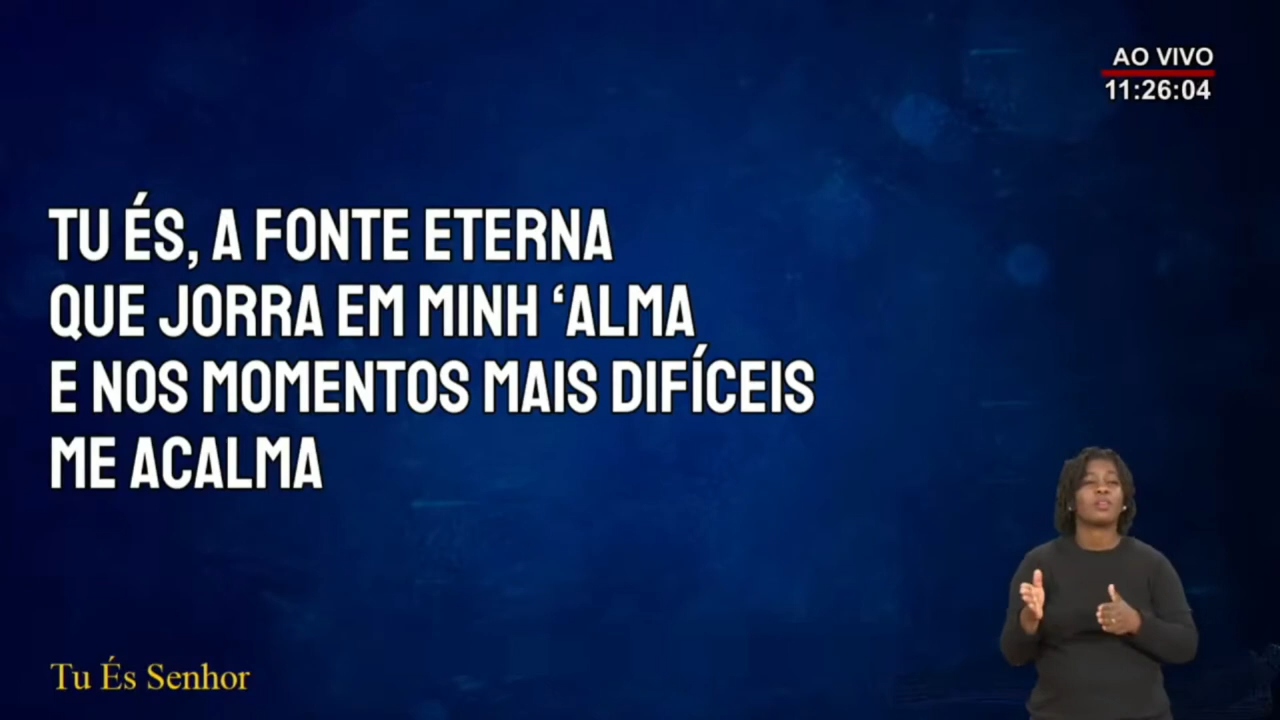 AO VIVO
11:26:04
TU ÉS, A FONTE ETERNA
QUE JORRA EM MINH ‘ALMA
E NOS MOMENTOS MAIS DIFÍCEIS
ME ACALMA
Tu És Senhor